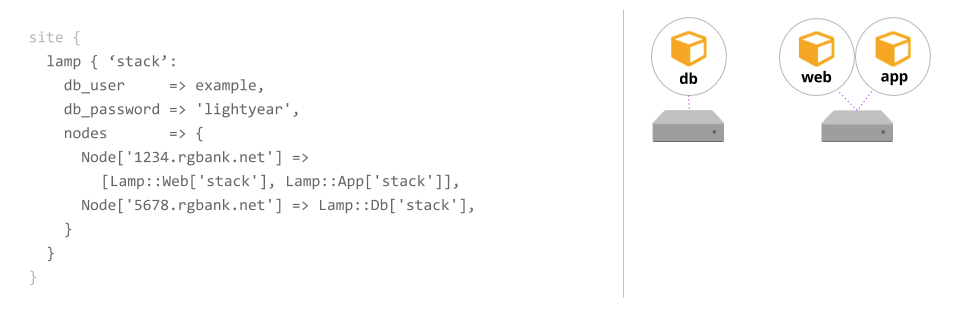 site {
lamp { ‘stack’:
db_user => example,
db_password => 'lightyear',
nodes => {
Node['1234.rgbank.net'] =>
[Lamp::Web['stack'], Lamp::App['stack']],
Node['5678.rgbank.net'] => Lamp::Db['stack'],
}
}
}
db
web
app